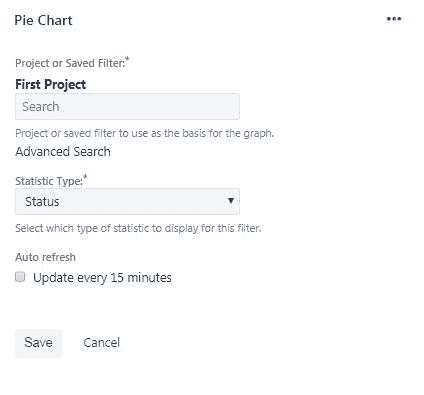 Pie Chart
Project or Saved Filter:*
First Project
Search
Project or saved filter to use as the basis for the graph.
Advanced Search
Statistic Type:*
Status
Select which type of statistic to display for this filter.
Auto refresh
Update every 15 minutes
Save Cancel